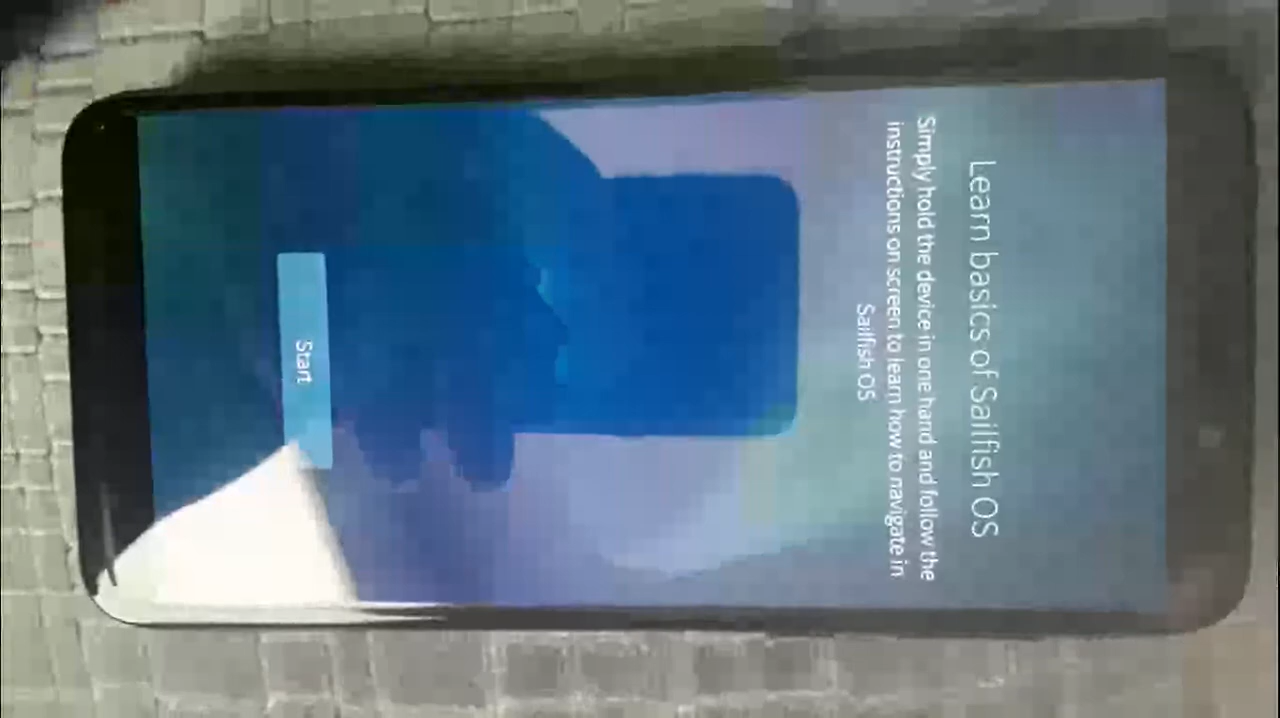 Learn basics of Sailfish OS
Simply hold the device in one hand and follow the
instructions on screen to learn how to navigate in
Sailfish OS
Start